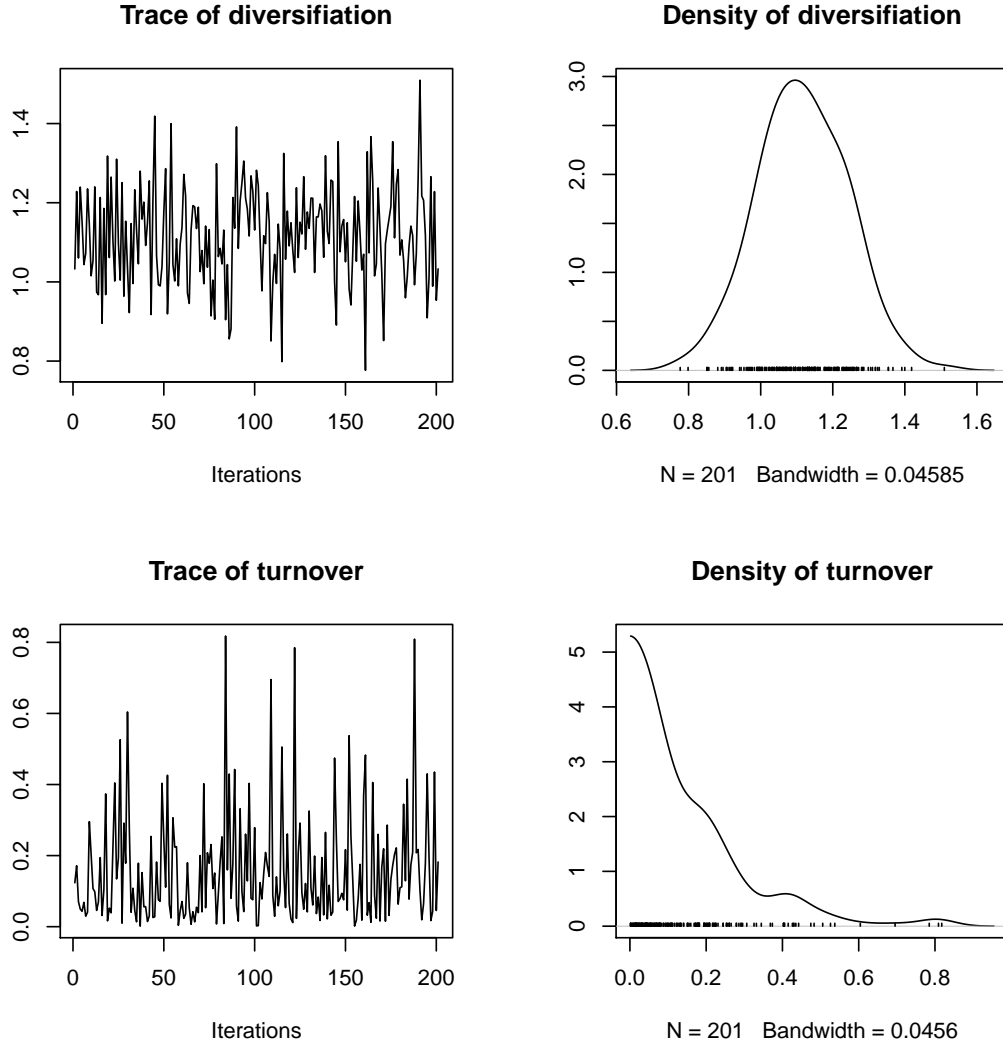 Trace of diversifiation
0.8 1.0 1.2 1.4
0 50 100 150 200
Iterations
Density of diversifiation
0.0 1.0 2.0 3.0
0.6 0.8 1.0 1.2 1.4 1.6
N = 201 Bandwidth = 0.04585
Trace of turnover
0.0 0.2 0.4 0.6 0.8
0 50 100 150 200
Iterations
Density of turnover
0 1 2 3 4 5
0.0 0.2 0.4 0.6 0.8
N = 201 Bandwidth = 0.0456